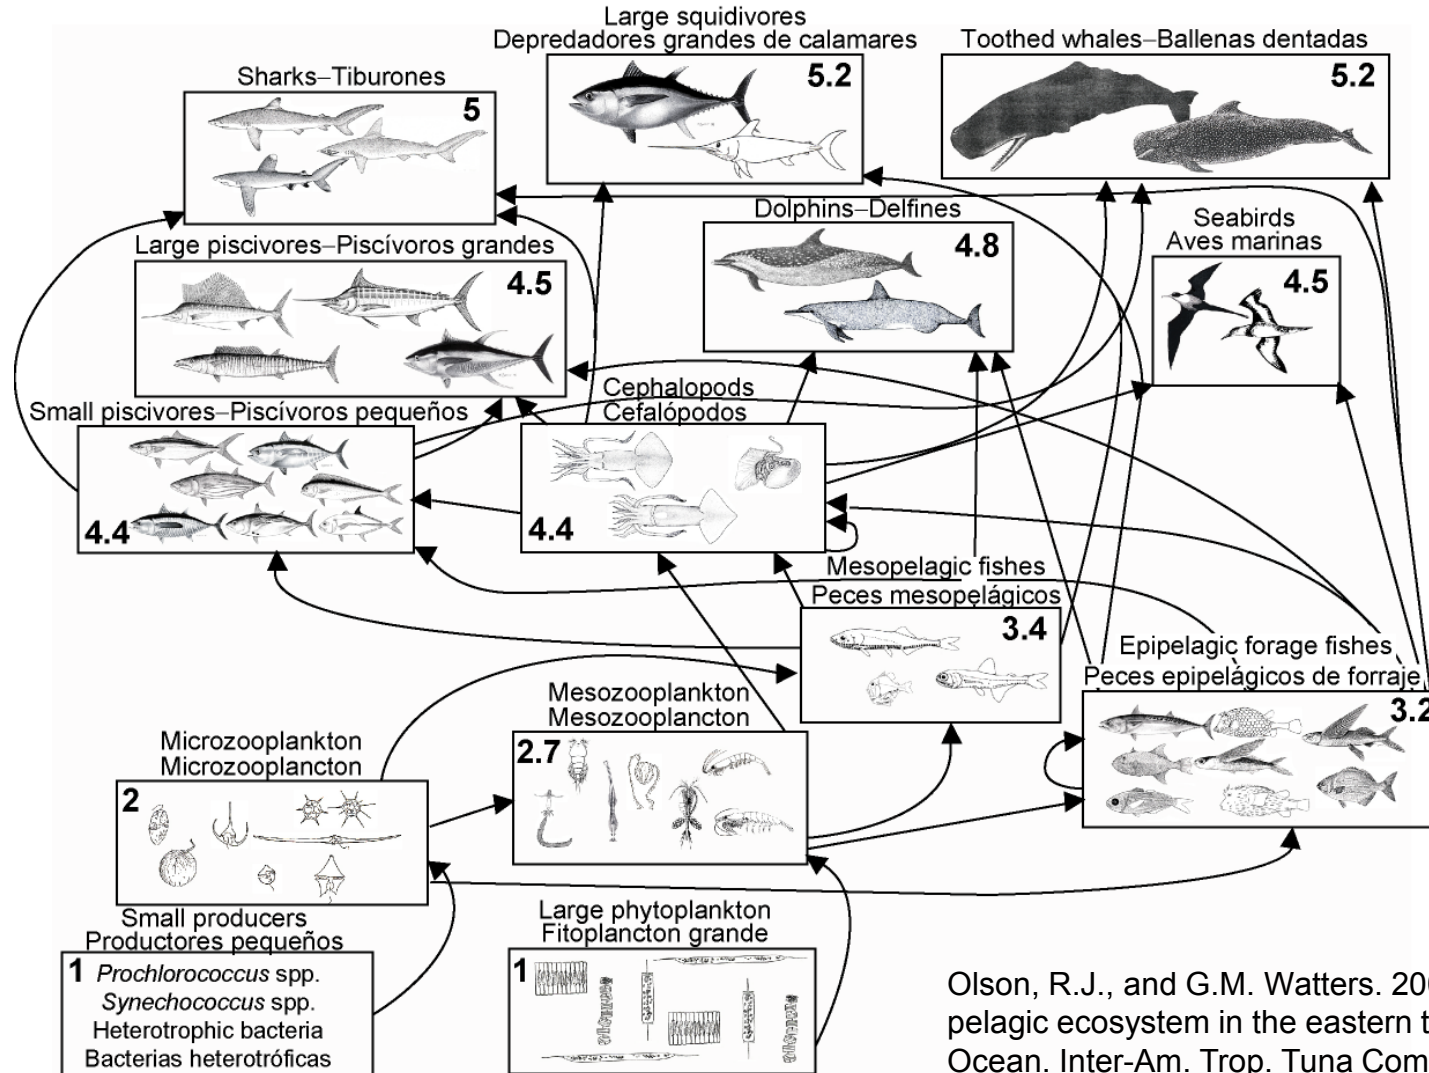 Large squidivores
Depredadores grandes de calamares
5.2
Toothed whales–Ballenas dentadas
5.2
Sharks–Tiburones
5
Dolphins–Delfines
4.8
Seabirds
Aves marinas
4.5
Large piscivores–Piscívoros grandes
4.5
Cephalopods
Cefalópodos
4.4
Small piscivores–Piscívoros pequeños
4.4
Mesopelagic fishes
Peces mesopelágicos
3.4
Epipelagic forage fishes
Peces epipelágicos de forraje
3.2
Mesozooplankton
Mesozooplancton
2.7
Microzooplankton
Microzooplancton
2
Small producers
Productores pequeños
1
Prochlorococcus spp.
Synechococcus spp.
Heterotrophic bacteria
Bacterias heterotróficas
Large phytoplankton
Fitoplancton grande
1
Olson, R.J., and G.M. Watters.
pelagic ecosystem in the eastern
Ocean. Inter-Am. Trop. Tuna